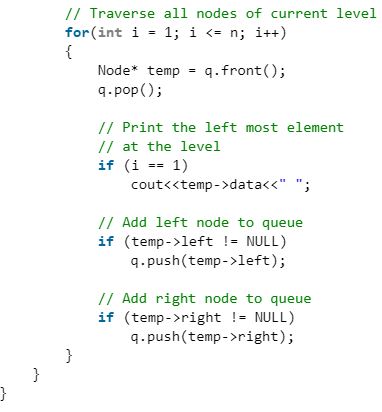 // Traverse all nodes of current level
for(int i = 1; i <= n; i++)
{
Node* temp = q.front();
q.pop();
// Print the left most element
// at the level
if (i == 1)
cout<<temp->data<<" ";
// Add left node to queue
if (temp->left != NULL)
q.push(temp->left);
// Add right node to queue
if (temp->right != NULL)
q.push(temp->right);
}
}
}